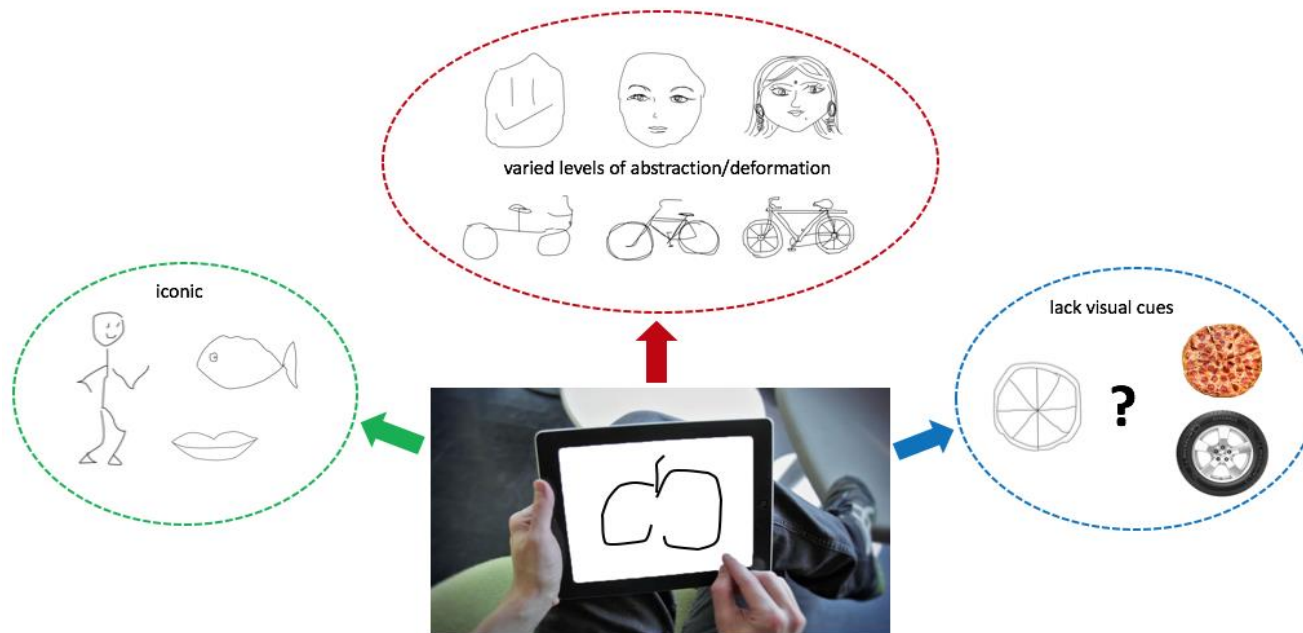 varied levels of abstraction/deformation
iconic
lack visual cues
?